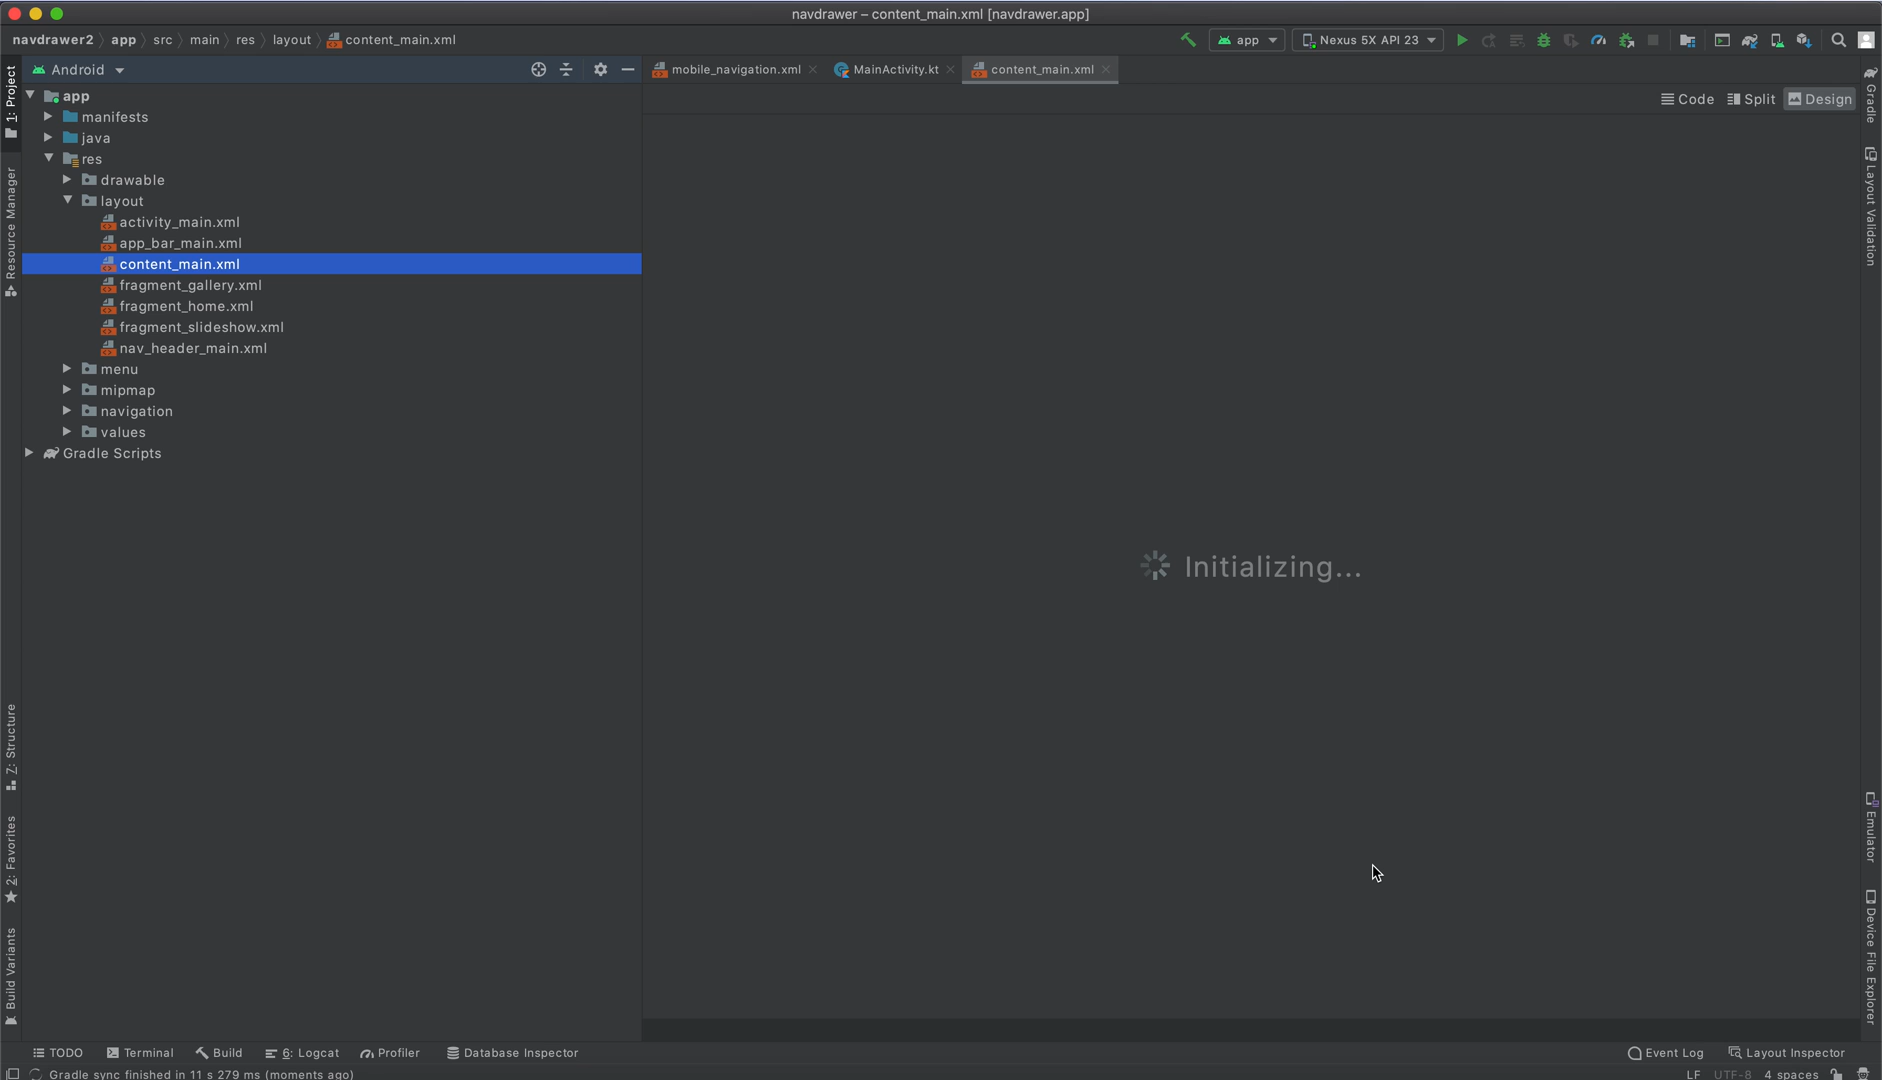 navdrawer – content_main.xml [navdrawer.app]
navdrawer2 app src main res layout content_main.xml
app Nexus 5X API 23
Android
mobile_navigation.xml MainActivity.kt content_main.xml
Code Split Design
app
manifests
java
res
drawable
layout
activity_main.xml
app_bar_main.xml
content_main.xml
fragment_gallery.xml
fragment_home.xml
fragment_slideshow.xml
nav_header_main.xml
menu
mipmap
navigation
values
Gradle Scripts
1: Project
Resource Manager
Z: Structure
2: Favorites
Build Variants
Initializing...
Gradle
Layout Validation
Emulator
Device File Explorer
TODO Terminal Build 6: Logcat Profiler Database Inspector Event Log Layout Inspector
Gradle sync finished in 11 s 279 ms (moments ago) LF UTF-8 4 spaces